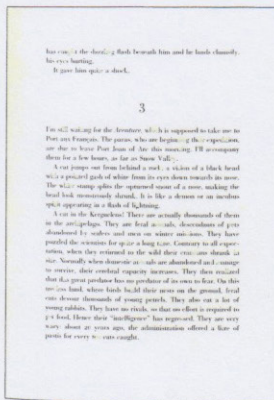 has caught the dazzling flash beneath him and he lands clumsily,
his eyes hurting.
It gave him quite a shock.
3
I'm still waiting for the Aventure, which is supposed to take me to
Port-aux-Français. The paras, who are beginning their expedition,
are due to leave Port Joan of Arc this morning. I'll accompany
them for a few hours, as far as Snow Valley.
A cat jumps out from behind a rock: a vision of a black head
with a pointed gash of white from its eyes down towards its nose.
The white stamp splits the upturned snout of a nose, making the
head look monstrously shrunk. It is like a demon or an incubus
spirit appearing in a flash of lightning.
A cat in the Kerguelens! There are actually thousands of them
in the archipelago. They are feral animals, descendants of pets
abandoned by sealers and men on winter missions. They have
puzzled the scientists for quite a long time. Contrary to all expec-
tation, when they returned to the wild their craniums shrank in
size. Normally when domestic animals are abandoned and manage
to survive, their cerebral capacity increases. They then realized
that this great predator has no predator of its own to fear. On this
treeless land, where birds build their nests on the ground, feral
cats devour thousands of young petrels. They also eat a lot of
young rabbits. They have no rivals, so that no effort is required to
get food. Hence their "intelligence" has regressed. They are very
wary: about 40 years ago, the administration offered a litre of
pastis for every ten cats caught.